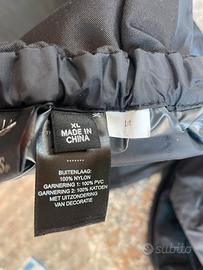 XL
MADE IN
CHINA
BUITENLAAG:
100% NYLON
GARNERING 1: 100% PVC
GARNERING 2: 100% KATOEN
MET UITZONDERING
VAN DECORATIE
subito